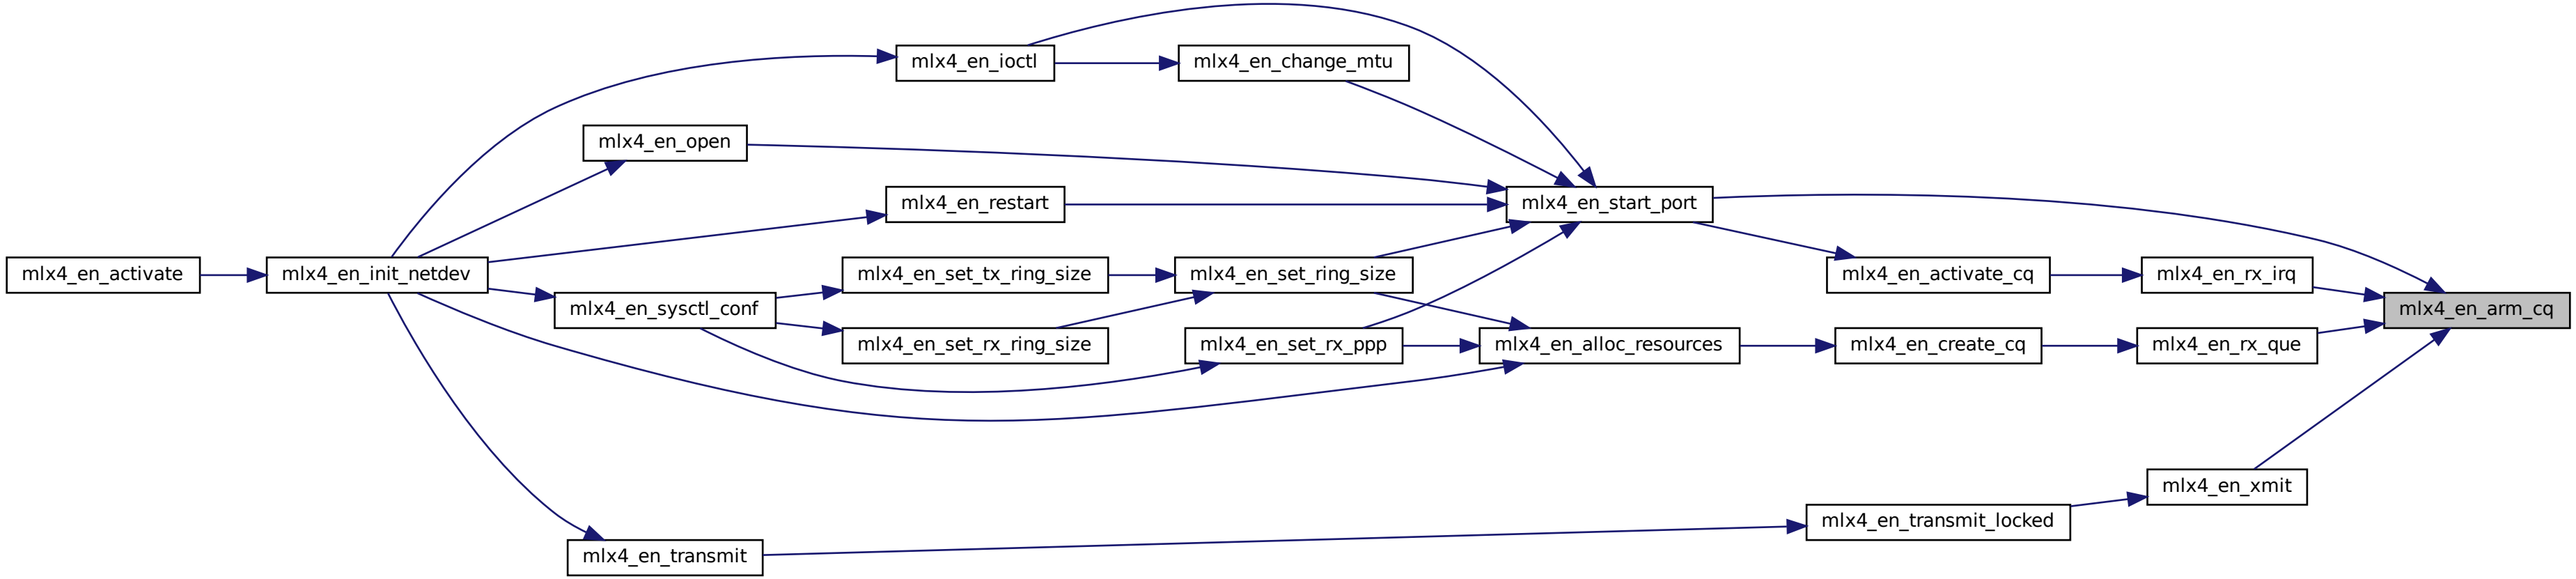 mlx4_en_ioctl
mlx4_en_change_mtu
mlx4_en_open
mlx4_en_restart
mlx4_en_start_port
mlx4_en_activate
mlx4_en_init_netdev
mlx4_en_set_tx_ring_size
mlx4_en_set_ring_size
mlx4_en_activate_cq
mlx4_en_rx_irq
mlx4_en_sysctl_conf
mlx4_en_arm_cq
mlx4_en_set_rx_ring_size
mlx4_en_set_rx_ppp
mlx4_en_alloc_resources
mlx4_en_create_cq
mlx4_en_rx_que
mlx4_en_xmit
mlx4_en_transmit_locked
mlx4_en_transmit